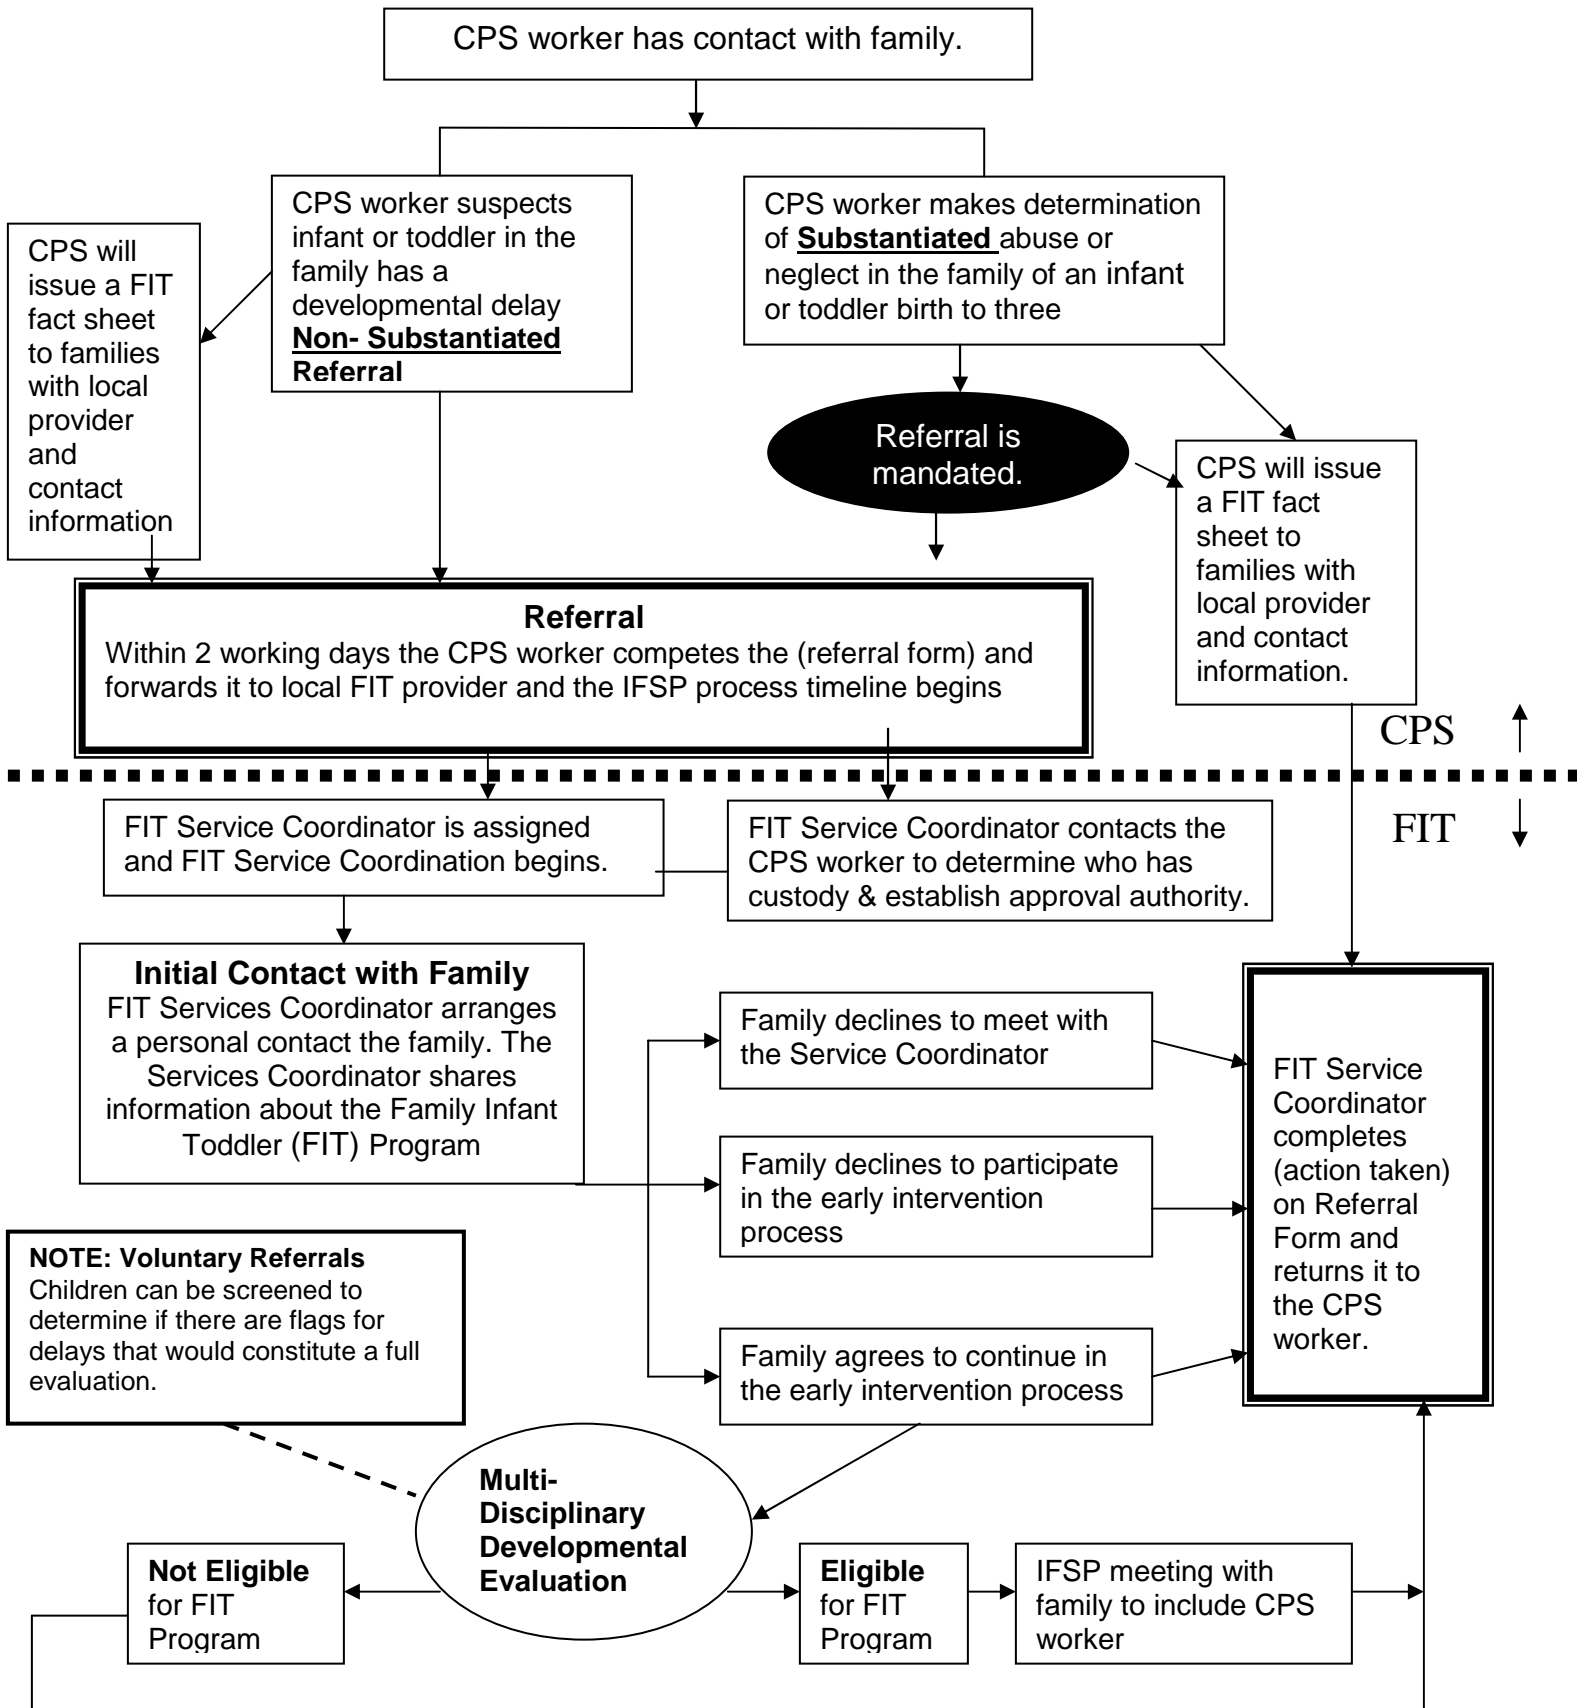 CPS worker has contact with family.
CPS will
issue a FIT
fact sheet
to families
with local
provider
and
contact
information
CPS worker suspects
infant or toddler in the
family has a
developmental delay
Non- Substantiated
Referral
CPS worker makes determination
of Substantiated abuse or
neglect in the family of an infant
or toddler birth to three
Referral is
mandated.
CPS will issue
a FIT fact
sheet to
families with
local provider
and contact
information.
Referral
Within 2 working days the CPS worker competes the (referral form) and
forwards it to local FIT provider and the IFSP process timeline begins
CPS
FIT
FIT Service Coordinator is assigned
and FIT Service Coordination begins.
FIT Service Coordinator contacts the
CPS worker to determine who has
custody & establish approval authority.
Initial Contact with Family
FIT Services Coordinator arranges
a personal contact the family. The
Services Coordinator shares
information about the Family Infant
Toddler (FIT) Program
Family declines to meet with
the Service Coordinator
Family declines to participate
in the early intervention
process
Family agrees to continue in
the early intervention process
FIT Service
Coordinator
completes
(action taken)
on Referral
Form and
returns it to
the CPS
worker.
NOTE: Voluntary Referrals
Children can be screened to
determine if there are flags for
delays that would constitute a full
evaluation.
Multi-
Disciplinary
Developmental
Evaluation
Not Eligible
for FIT
Program
Eligible
for FIT
Program
IFSP meeting with
family to include CPS
worker